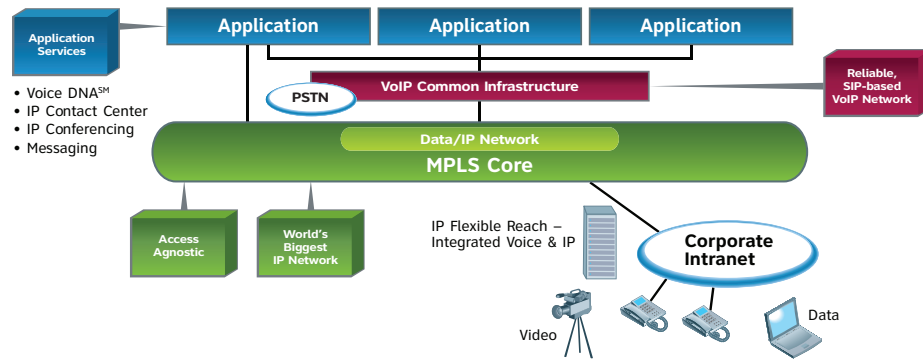 Application
Application
Application
Application
Services
• Voice DNA℠
• IP Contact Center
• IP Conferencing
• Messaging
PSTN
VoIP Common Infrastructure
Reliable,
SIP-based
VoIP Network
Data/IP Network
MPLS Core
Access
Agnostic
World's
Biggest
IP Network
IP Flexible Reach –
Integrated Voice & IP
Corporate
Intranet
Video
Data